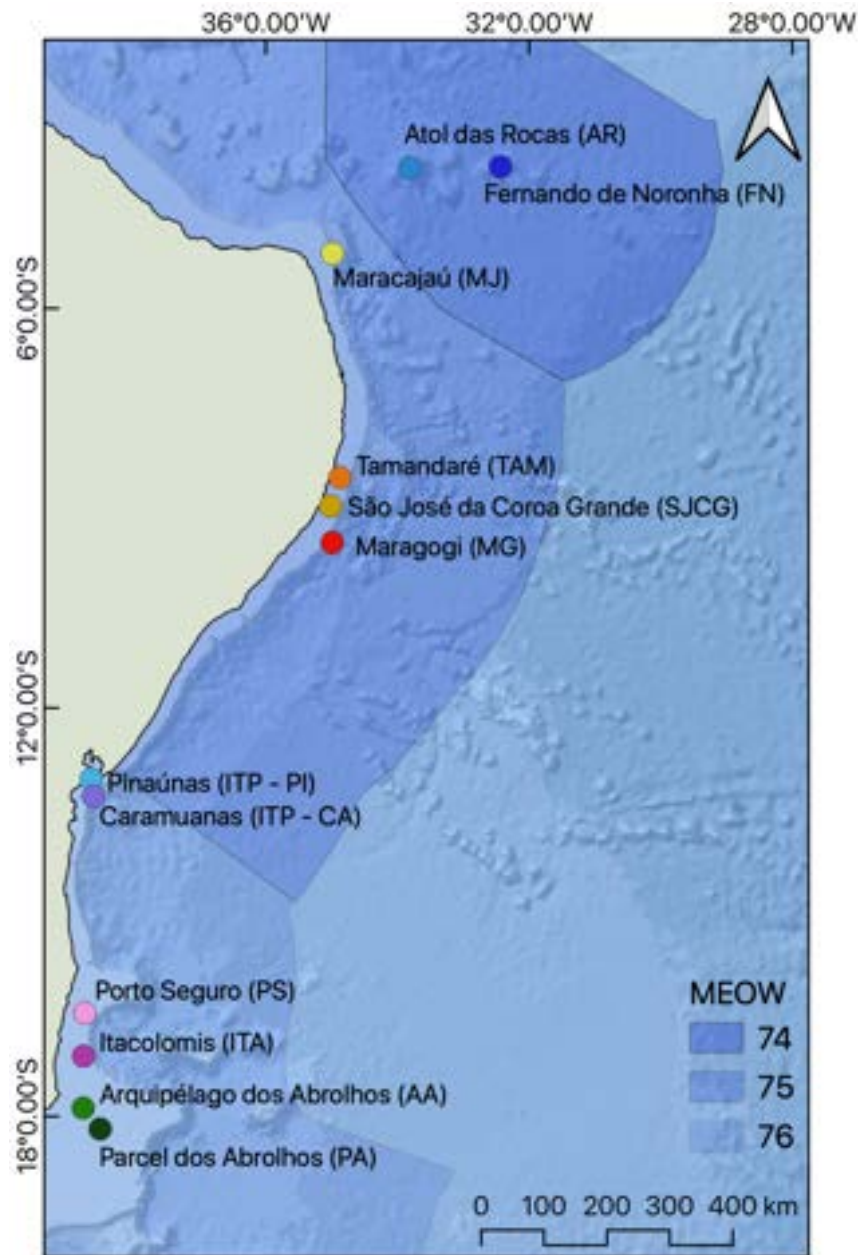 36°0.00'W 32°0.00'W 28°0.00'W
Atol das Rocas (AR)
Fernando de Noronha (FN)
Maracajaú (MJ)
6°0.00'S
Tamandaré (TAM)
São José da Coroa Grande (SJCG)
Maragogi (MG)
12°0.00'S
PInaúnas (ITP - PI)
Caramuanas (ITP - CA)
Porto Seguro (PS)
Itacolomis (ITA)
Arquipélago dos Abrolhos (AA)
18°0.00'S
Parcel dos Abrolhos (PA)
MEOW
74
75
76
0 100 200 300 400 km